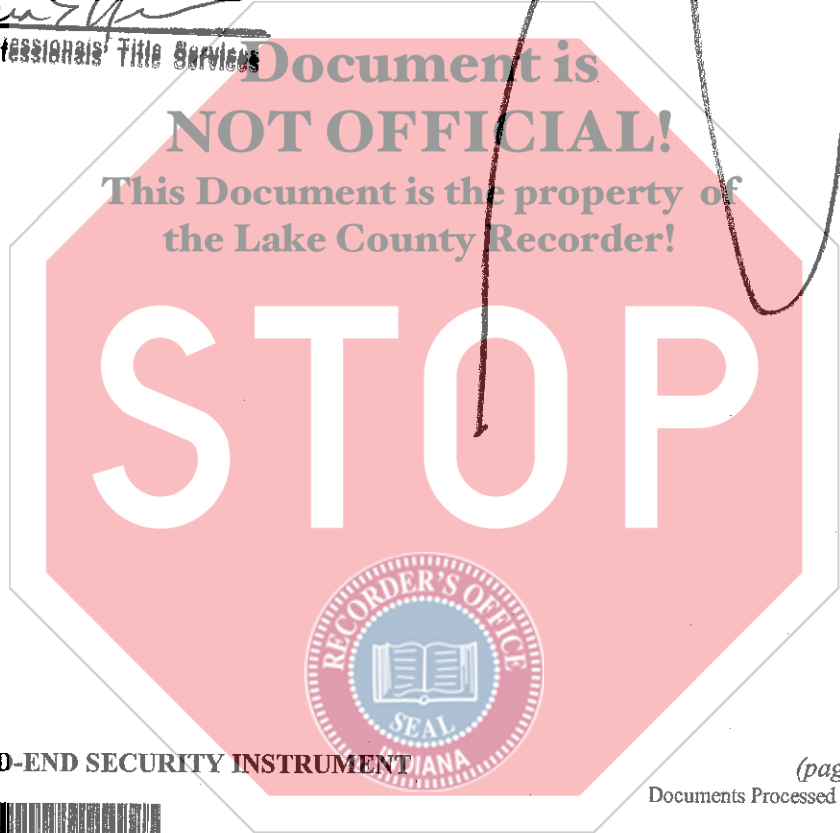 fessionals' Title Services
Document is
NOT OFFICIAL!
This Document is the property of
the Lake County Recorder!
STOP
RECORDER'S OFFICE
SEAL
INDIANA
D-END SECURITY INSTRUMENT
(pag
Documents Processed